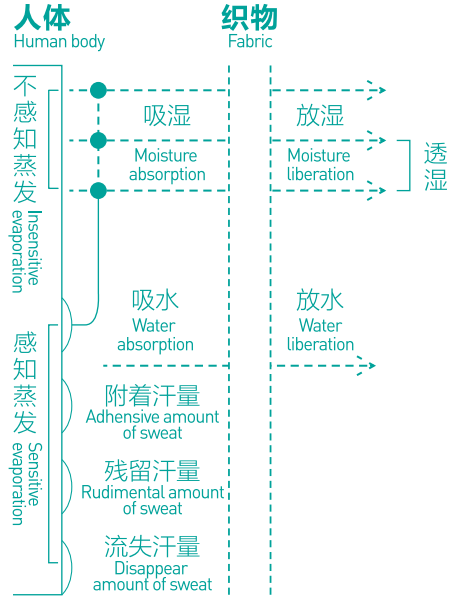 人体
Human body
织物
Fabric
不感知蒸发
Insensitive
evaporation
吸湿
Moisture
absorption
放湿
Moisture
liberation
透湿
吸水
Water
absorption
放水
Water
liberation
感知蒸发
Sensitive
evaporation
附着汗量
Adhensive amount
of sweat
残留汗量
Rudimental amount
of sweat
流失汗量
Disappear
amount of sweat